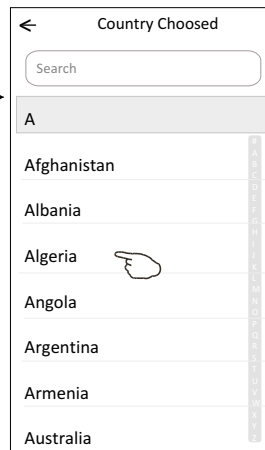 Country Choosed
Search
A
Afghanistan
Albania
Algeria
Angola
Argentina
Armenia
Australia
#
A
B
C
D
E
F
G
H
I
J
K
L
M
N
O
P
Q
R
S
T
U
V
W
X
Y
Z